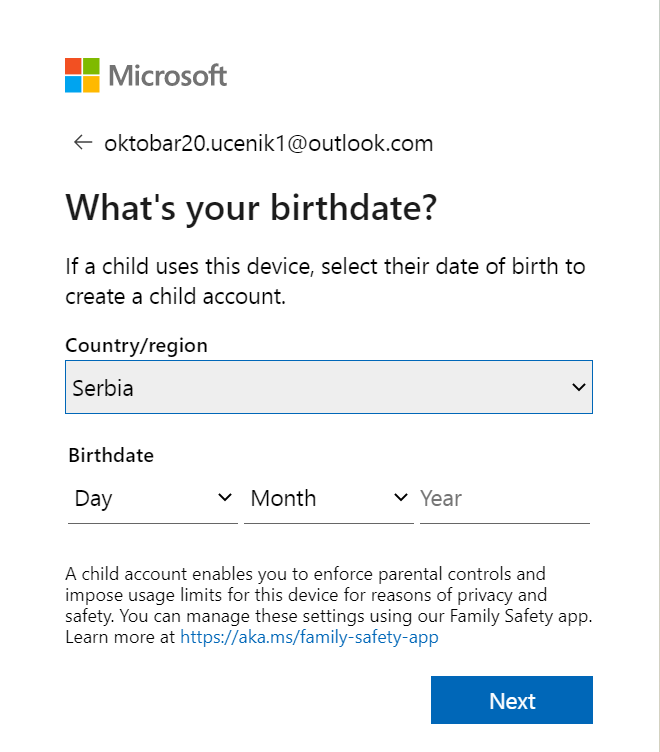 Microsoft
← oktobar20.ucenik1@outlook.com
What's your birthdate?
If a child uses this device, select their date of birth to
create a child account.
Country/region
Serbia
Birthdate
Day Month Year
A child account enables you to enforce parental controls and
impose usage limits for this device for reasons of privacy and
safety. You can manage these settings using our Family Safety app.
Learn more at https://aka.ms/family-safety-app
Next